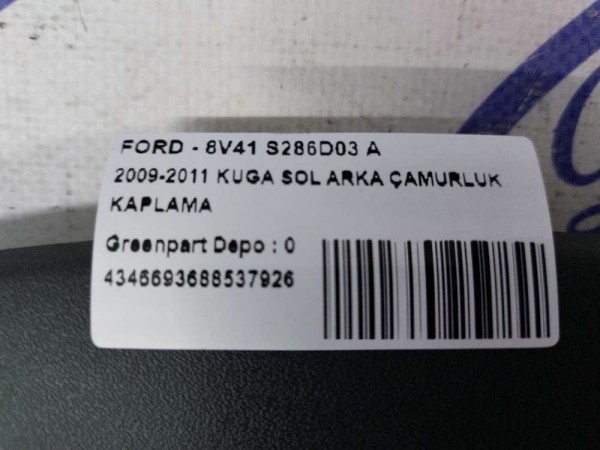 FORD - 8V41 S286D03 A
2009-2011 KUGA SOL ARKA ÇAMURLUK
KAPLAMA
Greenpart Depo : 0
4346693688537926